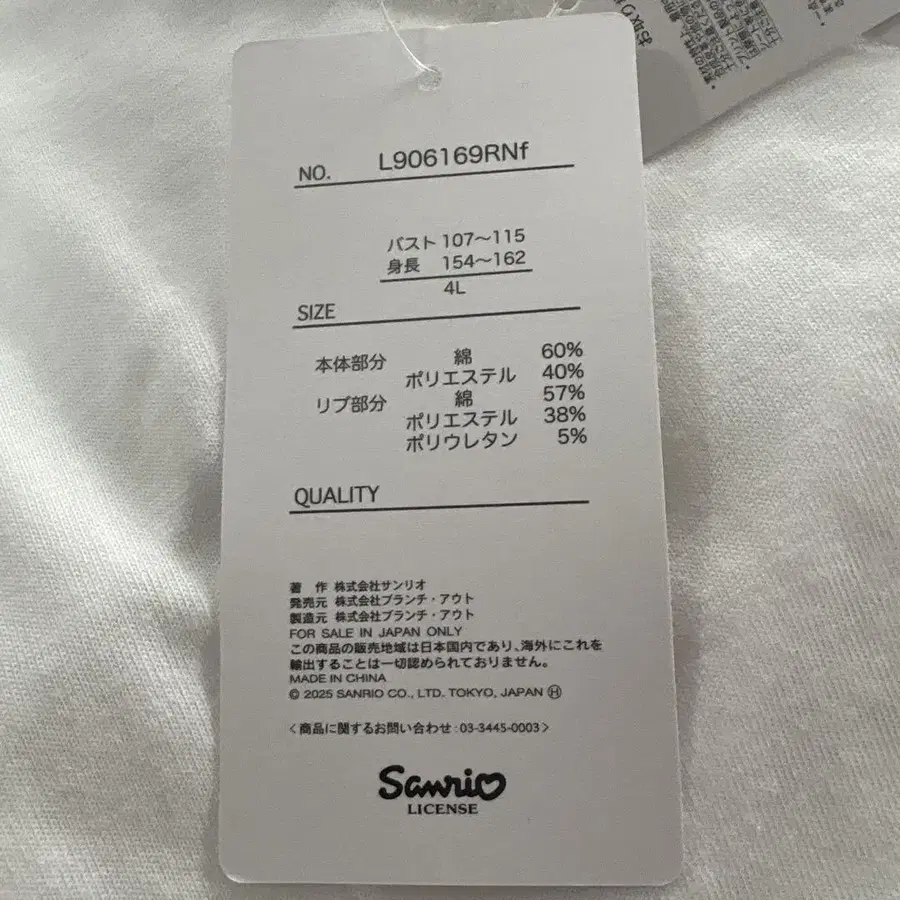 NO. L906169RNf
バスト 107～115
身長 154～162
4L
SIZE
本体部分 綿 60%
ポリエステル 40%
リブ部分 綿 57%
ポリエステル 38%
ポリウレタン 5%
QUALITY
著 作 株式会社サンリオ
発売元 株式会社ブランチ・アウト
製造元 株式会社ブランチ・アウト
FOR SALE IN JAPAN ONLY
この商品の販売地域は日本国内であり、海外にこれを
輸出することは一切認められておりません。
MADE IN CHINA
© 2025 SANRIO CO., LTD. TOKYO, JAPAN Ⓗ
＜商品に関するお問い合わせ：03-3445-0003＞
Sanrio
LICENSE